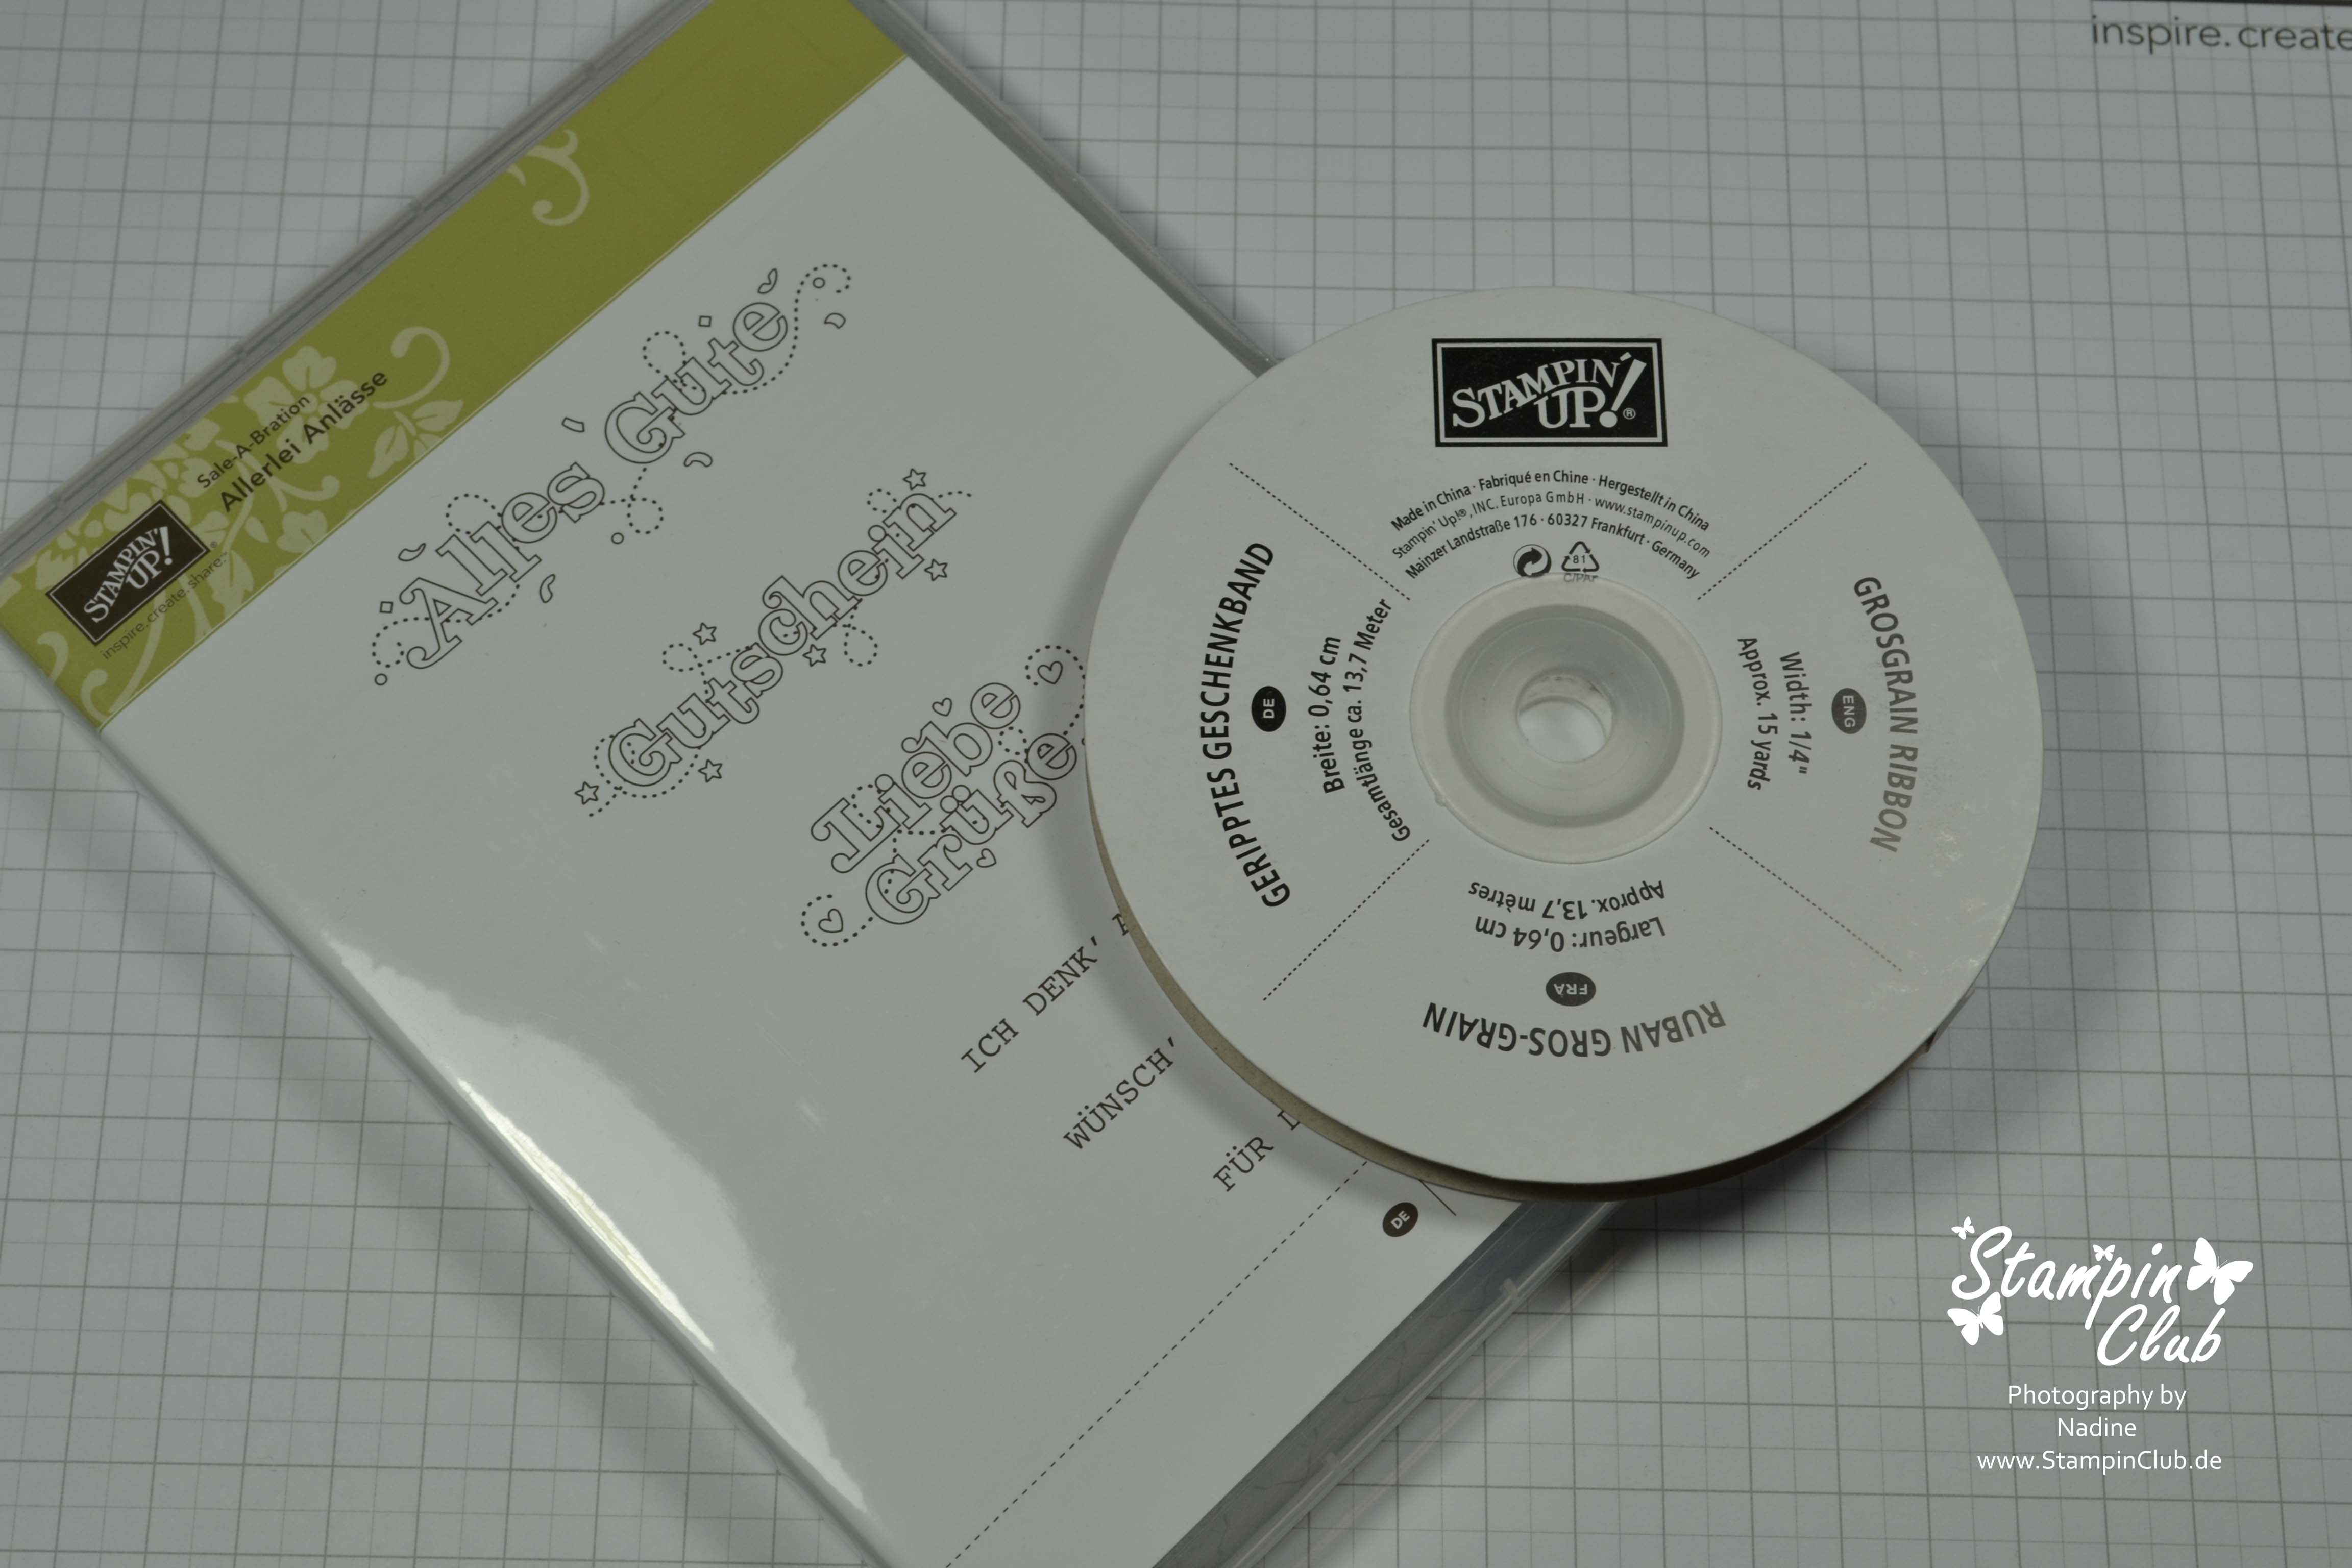 inspire.create
STAMPIN' UP!®
inspire.create.share.™
Sale-A-Bration
Allerlei Anlässe
Alles Gute
Gutschein
Liebe
Grüße
ICH DENK'
WÜNSCH'
FÜR
DE
STAMPIN' UP!®
Made in China · Fabriqué en Chine · Hergestellt in China
Stampin' Up!®, INC. Europa GmbH · www.stampinup.com
Mainzer Landstraße 176 · 60327 Frankfurt · Germany
81
C/PAP
GERIPPTES GESCHENKBAND
DE
Breite: 0,64 cm
Gesamtlänge ca. 13,7 Meter
GROSGRAIN RIBBON
ENG
Width: 1/4"
Approx. 15 yards
RUBAN GROS-GRAIN
FRA
Largeur: 0,64 cm
Approx. 13,7 mètres
Stampin
Club
Photography by
Nadine
www.StampinClub.de